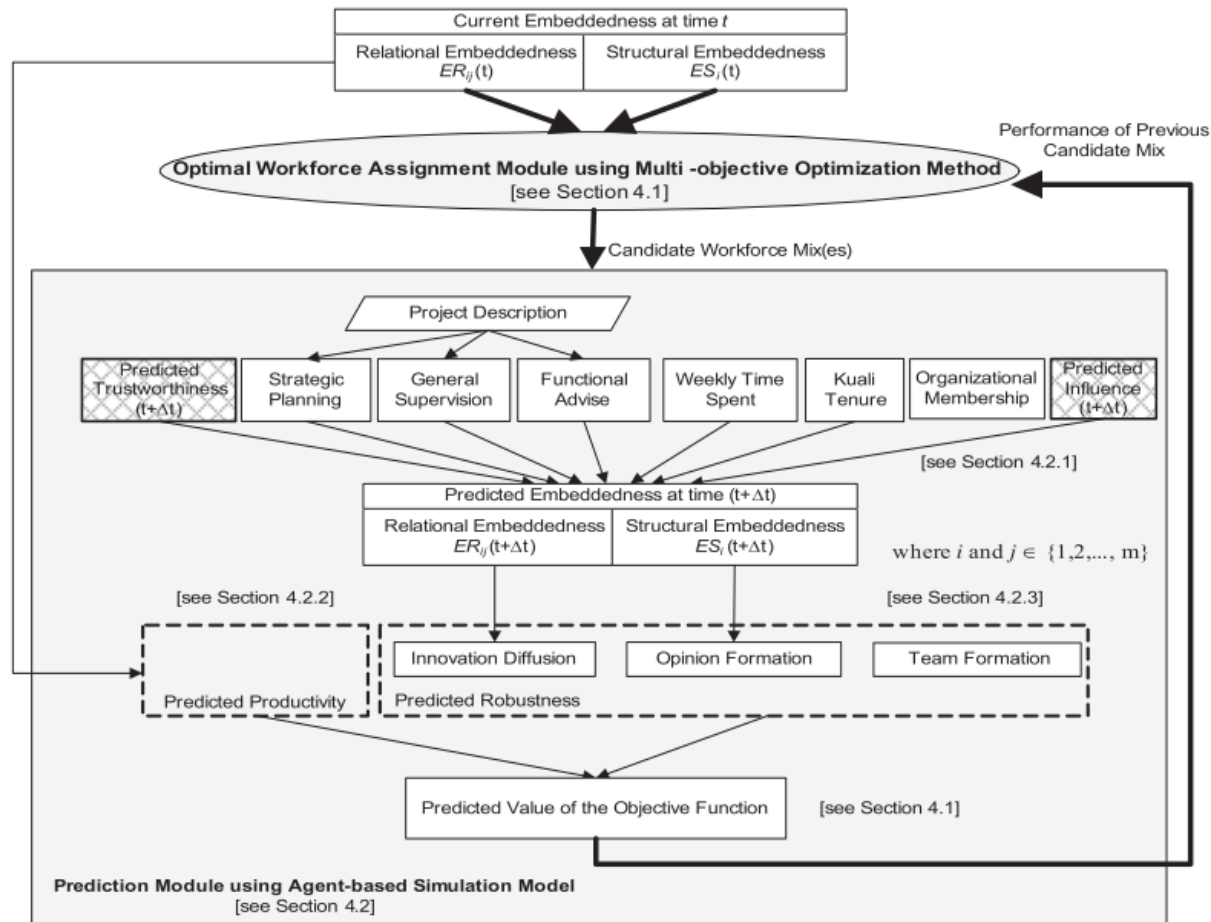 Current Embeddedness at time t
Relational Embeddedness
ER_ij(t)
Structural Embeddedness
ES_i(t)
Performance of Previous
Candidate Mix
Optimal Workforce Assignment Module using Multi -objective Optimization Method
[see Section 4.1]
Candidate Workforce Mix(es)
Project Description
Predicted
Trustworthiness
(t+Δt)
Strategic
Planning
General
Supervision
Functional
Advise
Weekly Time
Spent
Kuali
Tenure
Organizational
Membership
Predicted
Influence
(t+Δt)
[see Section 4.2.1]
Predicted Embeddedness at time (t+Δt)
Relational Embeddedness
ER_ij(t+Δt)
Structural Embeddedness
ES_i(t+Δt)
where i and j ∈ {1,2,..., m}
[see Section 4.2.2]
[see Section 4.2.3]
Innovation Diffusion
Opinion Formation
Team Formation
Predicted Productivity
Predicted Robustness
Predicted Value of the Objective Function
[see Section 4.1]
Prediction Module using Agent-based Simulation Model
[see Section 4.2]